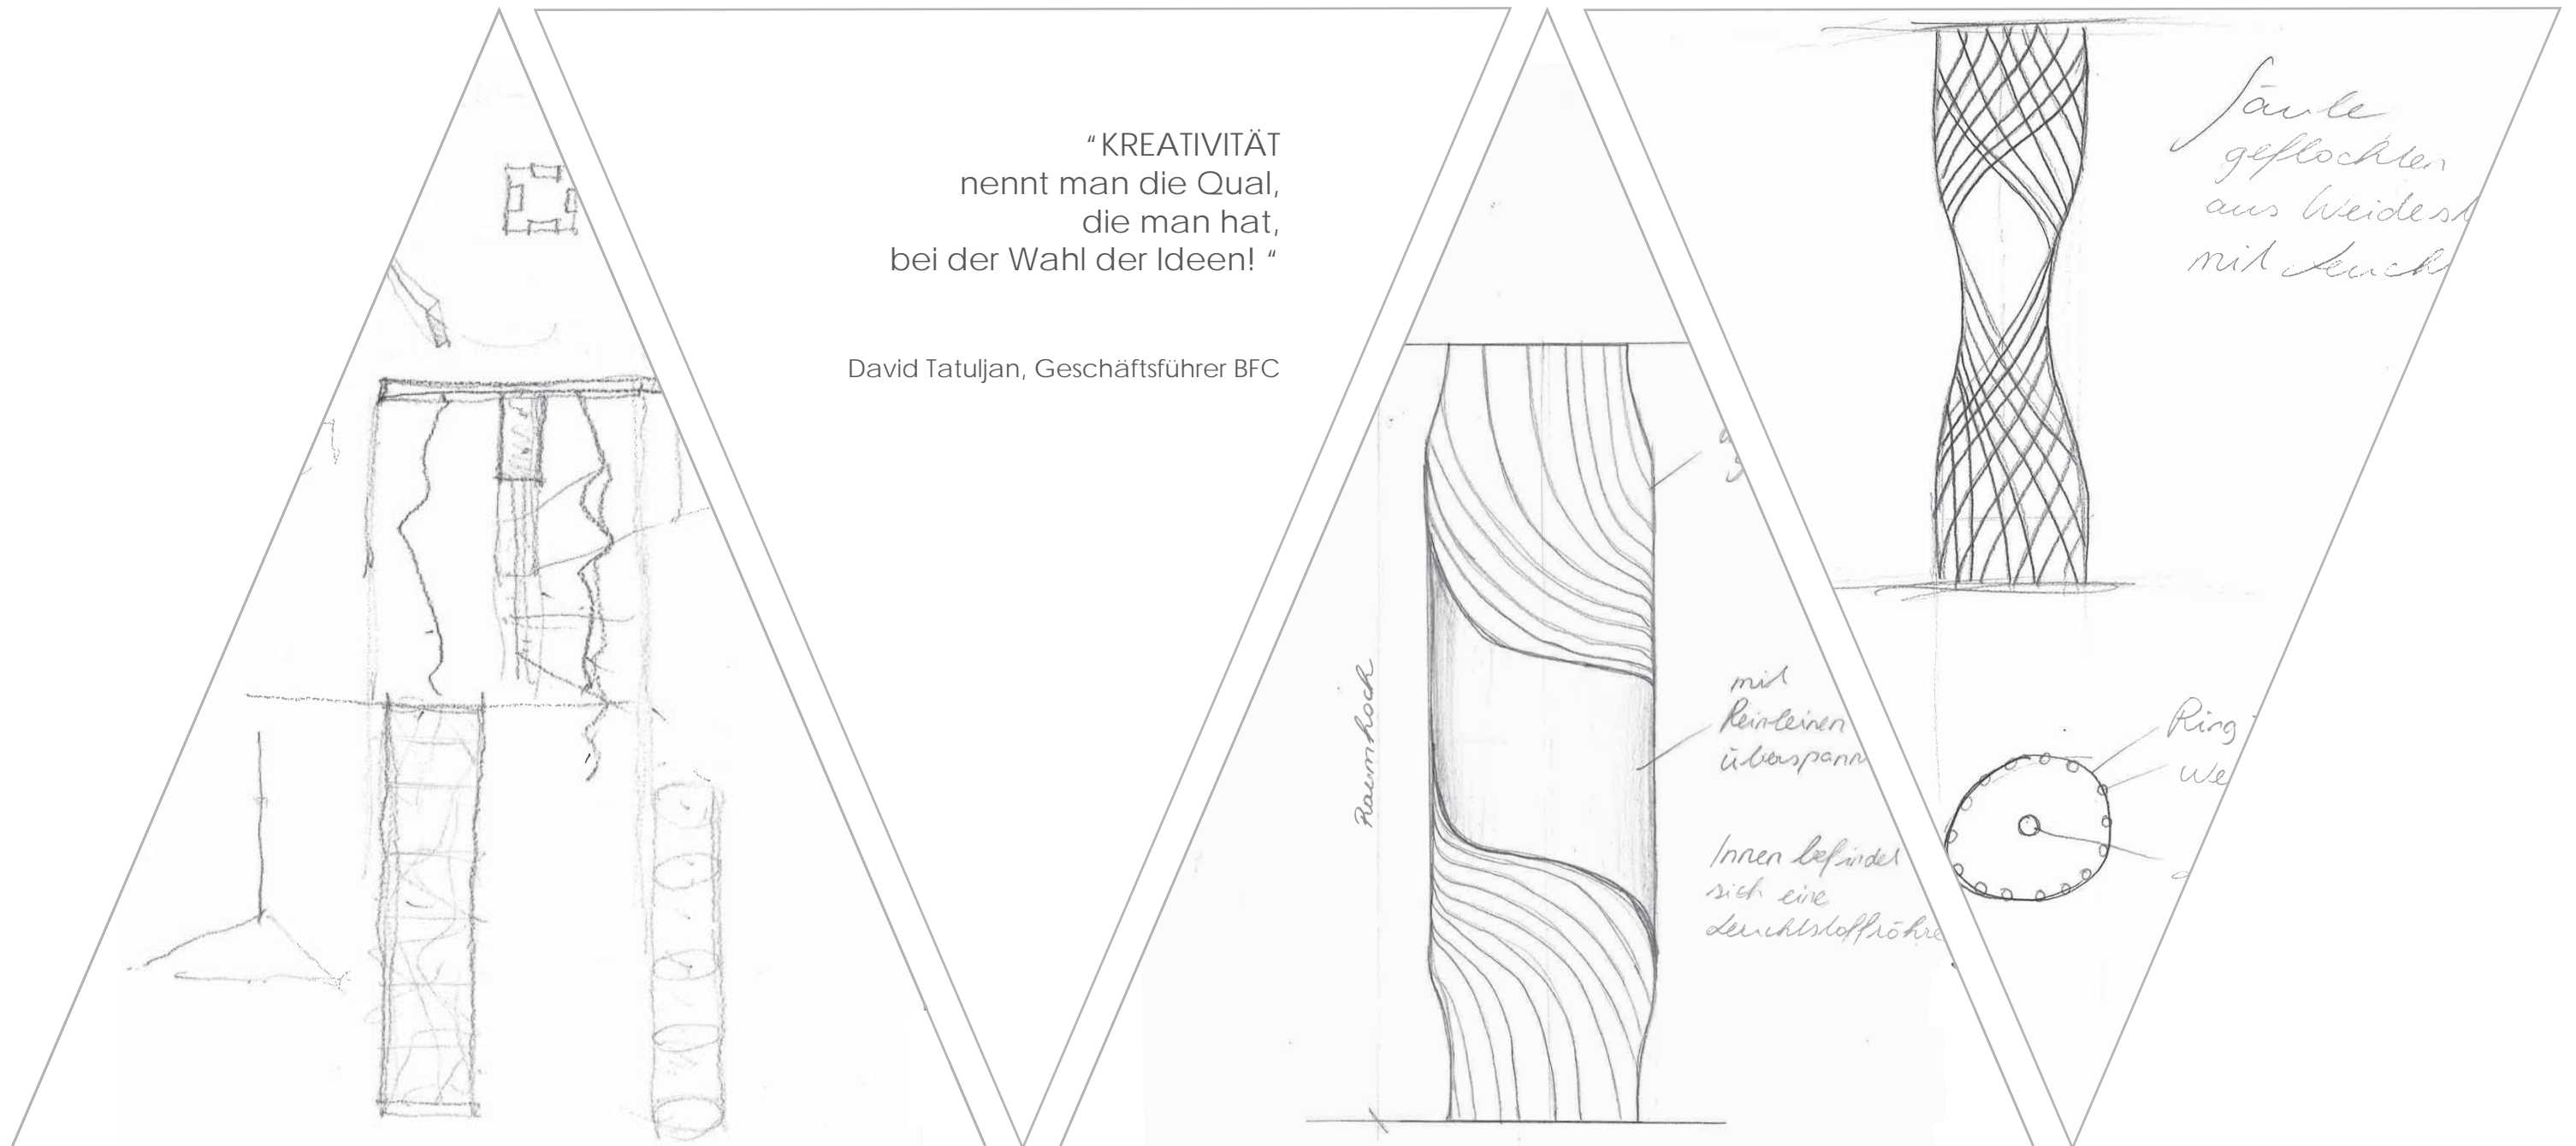 “KREATIVITÄT
nennt man die Qual,
die man hat,
bei der Wahl der Ideen! “
David Tatuljan, Geschäftsführer BFC
Raumhoch
mit
Reinleinen
überspann
Innen befindet
sich eine
Leuchtstoffröhre
Säule
geflochten
aus Weidest
mit Leuch
Ring
We